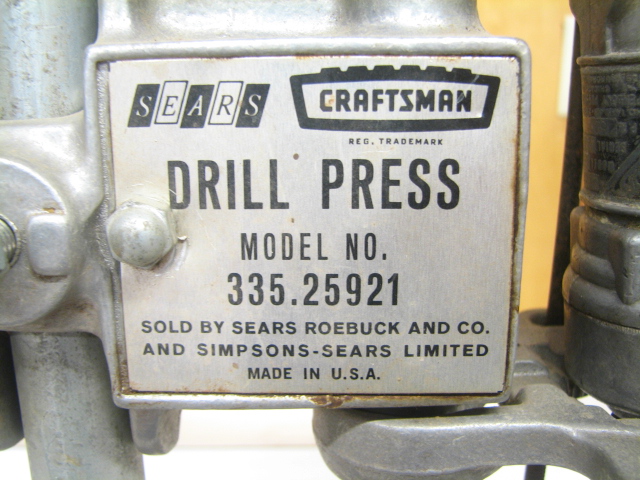 SEARS CRAFTSMAN
REG. TRADEMARK
DRILL PRESS
MODEL NO.
335.25921
SOLD BY SEARS ROEBUCK AND CO.
AND SIMPSONS-SEARS LIMITED
MADE IN U.S.A.